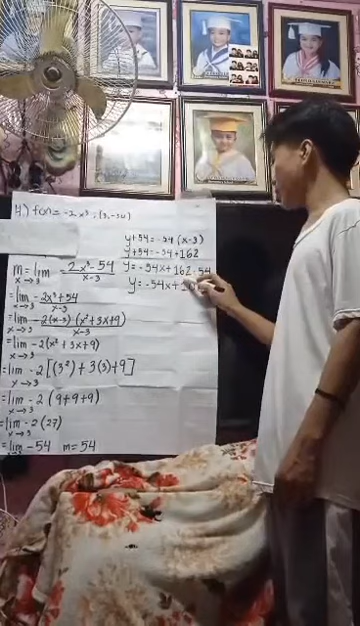 4) f(x) = -2x³ ; (3, -54)
y+54 = -54 (x-3)
y+54 = -54 + 162
y = -54x + 162 - 54
y = -54x +
m = lim -2x³ - 54
x→3 x-3
= lim -2x³ + 54
x→3 x-3
= lim -2(x-3) (x² + 3x + 9)
x→3 x-3
= lim -2(x² + 3x + 9)
x→3
= lim -2 [(3²) + 3(3) + 9]
x→3
= lim -2 (9+9+9)
x→3
= lim -2 (27)
x→3
= lim -54 m = 54